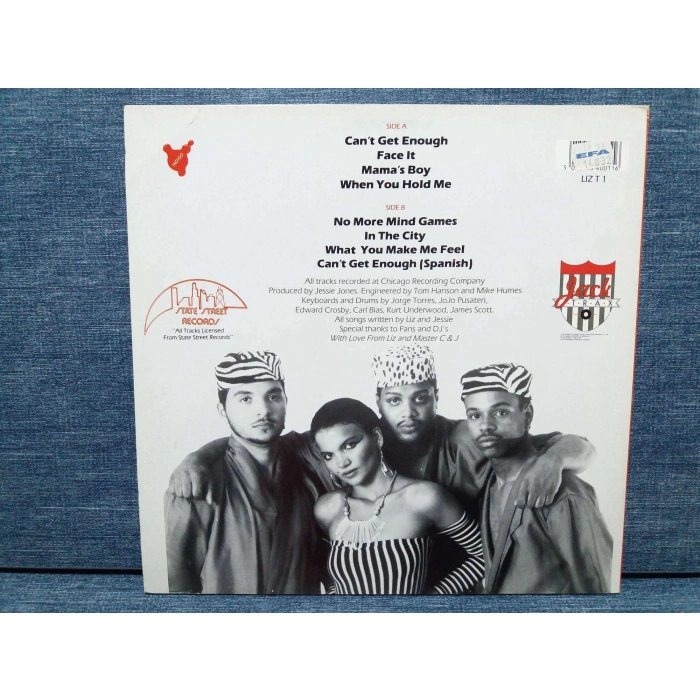 SIDE A
Can't Get Enough
Face It
Mama's Boy
When You Hold Me
EFA
LIZ T 1
SIDE B
No More Mind Games
In The City
What You Make Me Feel
Can't Get Enough (Spanish)
All tracks recorded at Chicago Recording Company
Produced by Jessie Jones. Engineered by Tom Hanson and Mike Humes
Keyboards and Drums by Jorge Torres, JoJo Pusateri,
Edward Crosby, Carl Bias, Kurt Underwood, James Scott.
All songs written by Liz and Jessie
Special thanks to Fans and DJ's
With Love From Liz and Master C & J
STATE STREET
RECORDS
"All Tracks Licensed
From State Street Records"
Jack
TRAX